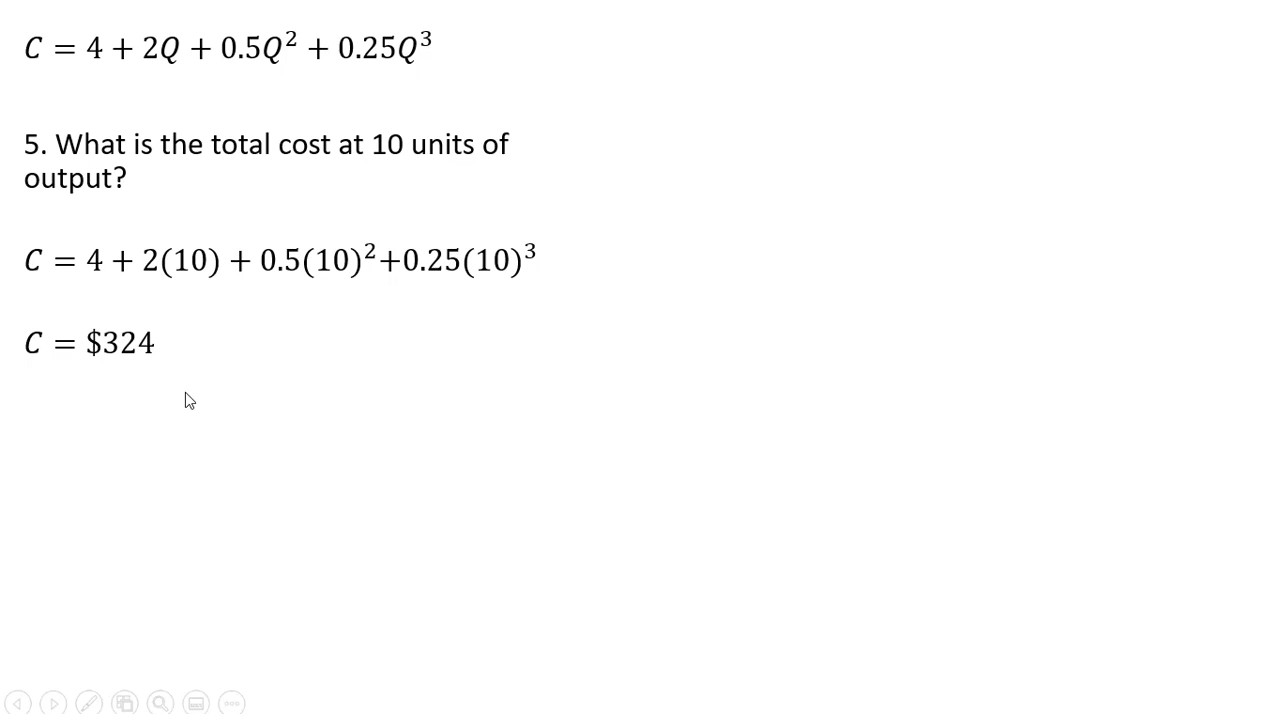 C = 4 + 2Q + 0.5Q² + 0.25Q³
5. What is the total cost at 10 units of
output?
C = 4 + 2(10) + 0.5(10)²+0.25(10)³
C = $324